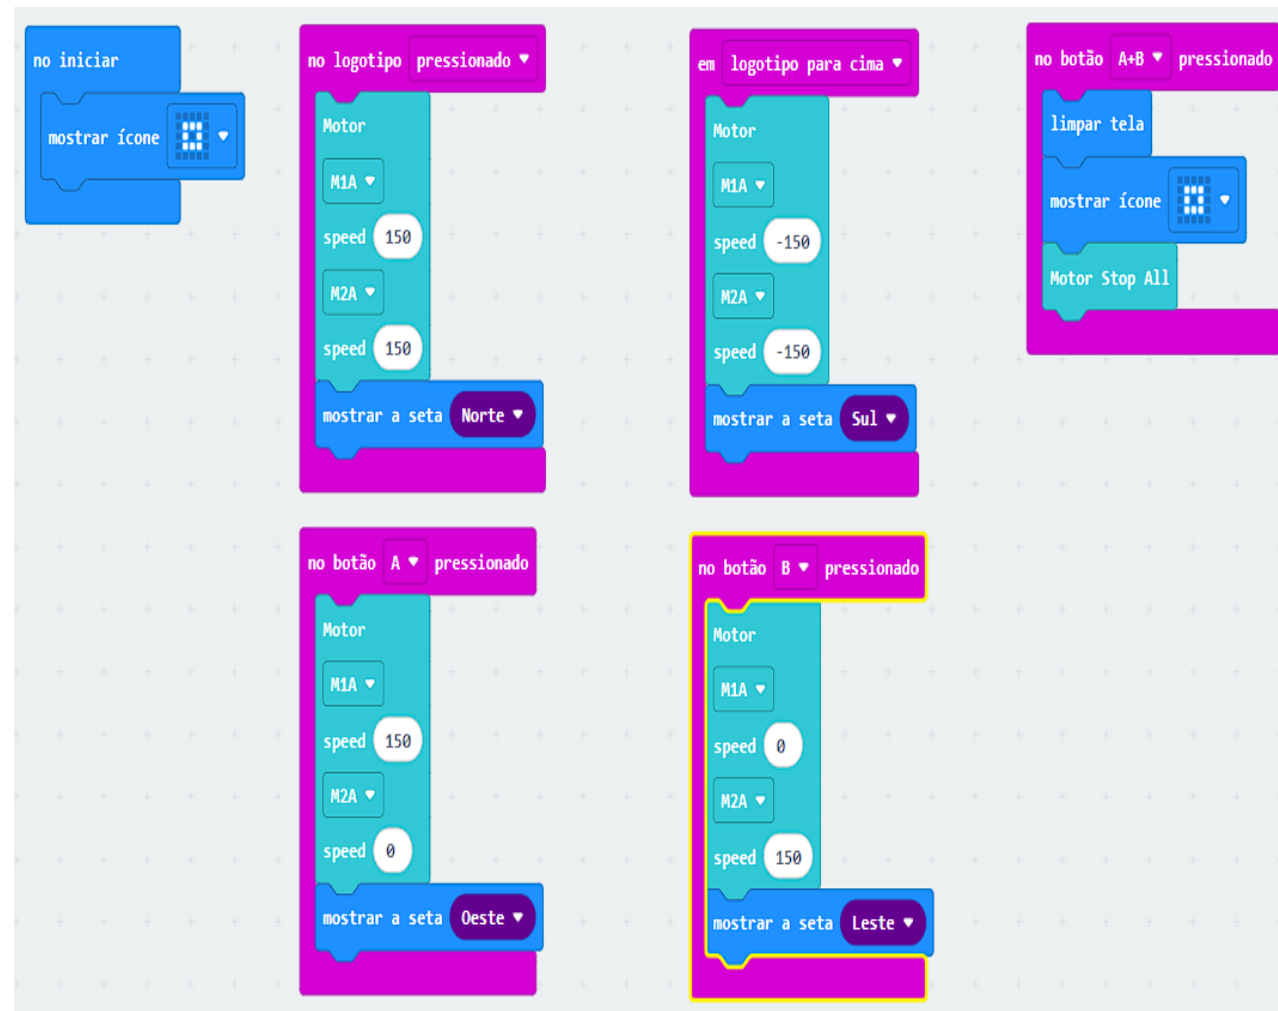 no iniciar
mostrar ícone
no logotipo pressionado
Motor
M1A
speed 150
M2A
speed 150
mostrar a seta Norte
em logotipo para cima
Motor
M1A
speed -150
M2A
speed -150
mostrar a seta Sul
no botão A+B pressionado
limpar tela
mostrar ícone
Motor Stop All
no botão A pressionado
Motor
M1A
speed 150
M2A
speed 0
mostrar a seta Oeste
no botão B pressionado
Motor
M1A
speed 0
M2A
speed 150
mostrar a seta Leste